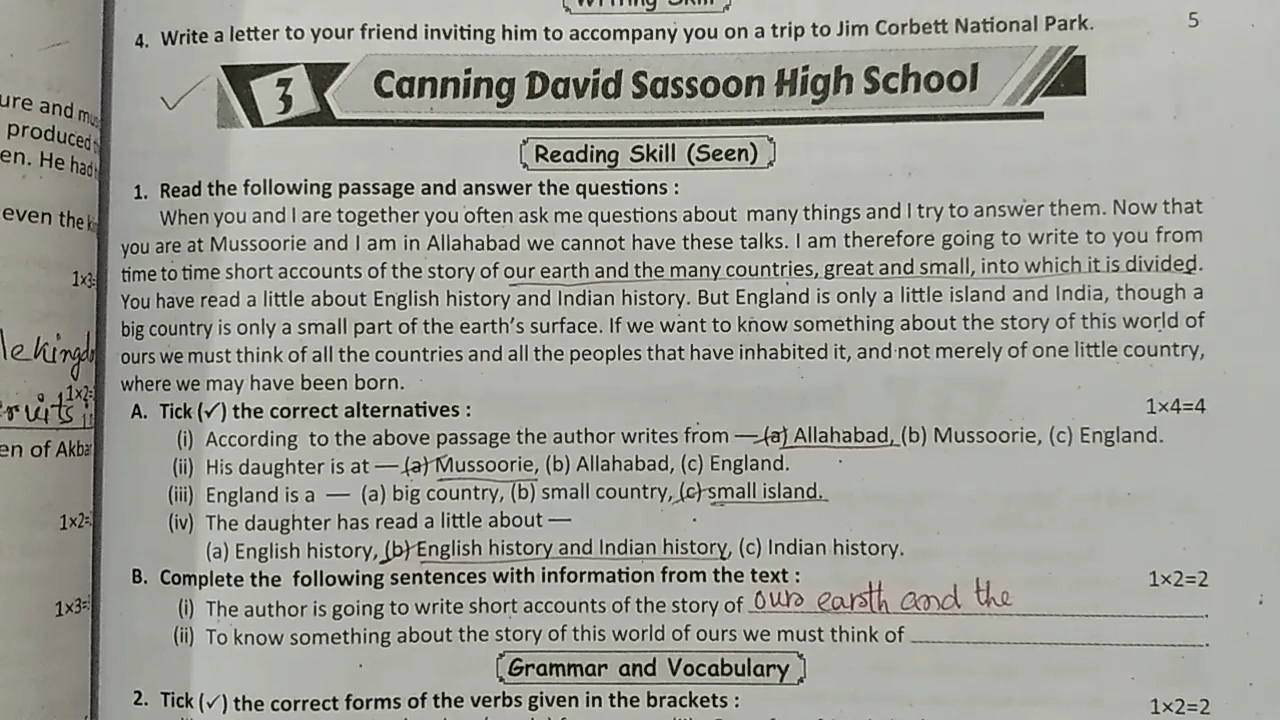 4. Write a letter to your friend inviting him to accompany you on a trip to Jim Corbett National Park. 5
3 Canning David Sassoon High School
Reading Skill (Seen)
1. Read the following passage and answer the questions :
When you and I are together you often ask me questions about many things and I try to answer them. Now that
you are at Mussoorie and I am in Allahabad we cannot have these talks. I am therefore going to write to you from
time to time short accounts of the story of our earth and the many countries, great and small, into which it is divided.
You have read a little about English history and Indian history. But England is only a little island and India, though a
big country is only a small part of the earth's surface. If we want to know something about the story of this world of
ours we must think of all the countries and all the peoples that have inhabited it, and not merely of one little country,
where we may have been born.
A. Tick (✓) the correct alternatives : 1×4=4
(i) According to the above passage the author writes from — (a) Allahabad, (b) Mussoorie, (c) England.
(ii) His daughter is at — (a) Mussoorie, (b) Allahabad, (c) England.
(iii) England is a — (a) big country, (b) small country, (c) small island.
(iv) The daughter has read a little about —
(a) English history, (b) English history and Indian history, (c) Indian history.
B. Complete the following sentences with information from the text : 1×2=2
(i) The author is going to write short accounts of the story of our earth and the
(ii) To know something about the story of this world of ours we must think of
Grammar and Vocabulary
2. Tick (✓) the correct forms of the verbs given in the brackets : 1×2=2
ure and
produced
en. He had
even the
1×3=
1×2=
en of Akbar
1×2=
1×3=